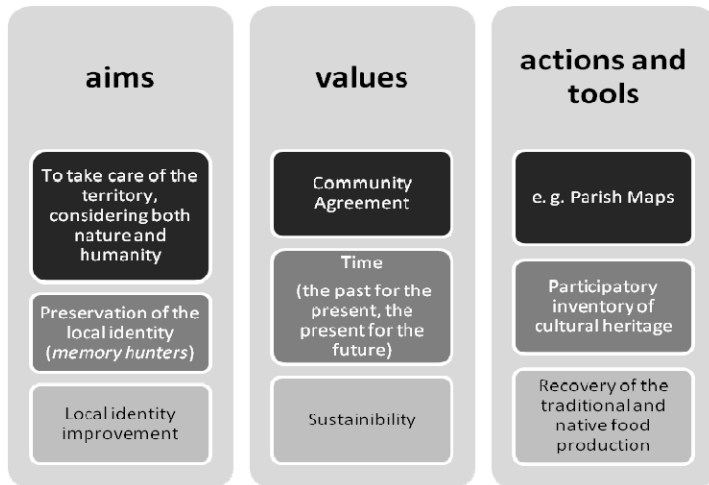 aims
To take care of the
territory,
considering both
nature and
humanity
Preservation of the
local identity
(memory hunters)
Local identity
improvement
values
Community
Agreement
Time
(the past for the
present, the
present for the
future)
Sustainibility
actions and
tools
e. g. Parish Maps
Participatory
inventory of
cultural heritage
Recovery of the
traditional and
native food
production